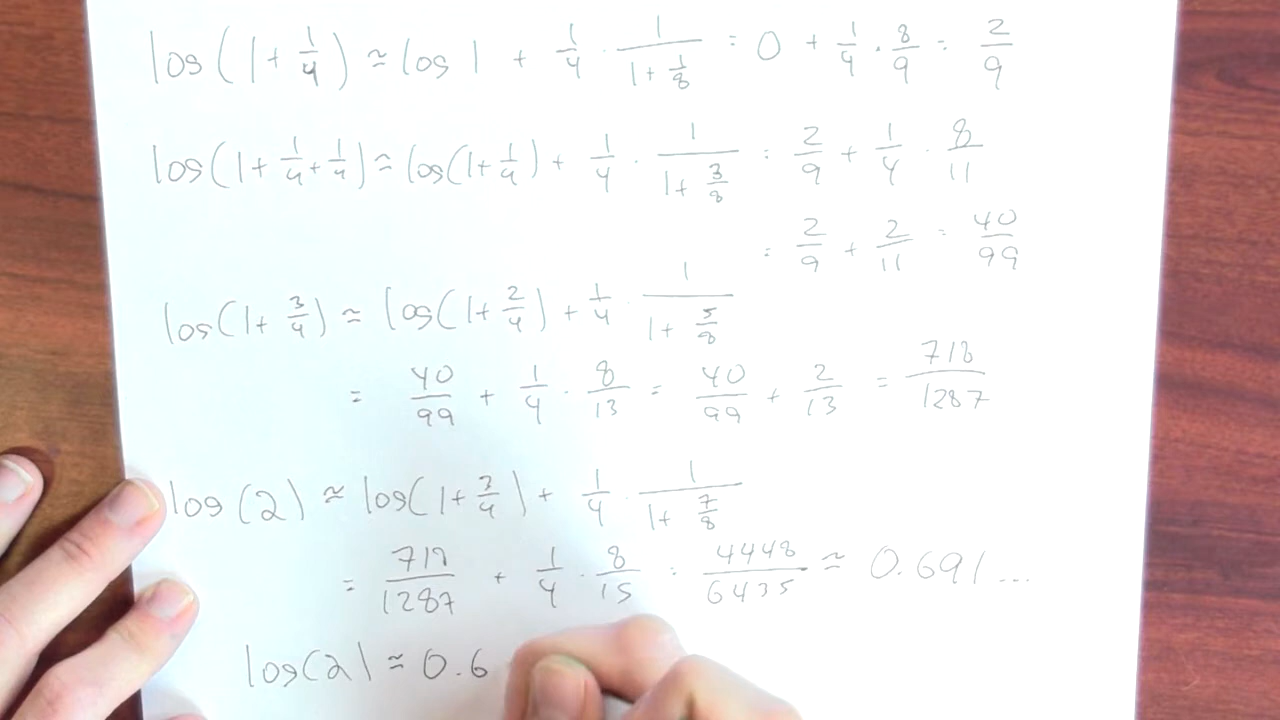 log(1 + 1/4) ≈ log 1 + 1/4 · 1/(1 + 1/8) = 0 + 1/4 · 8/9 = 2/9
log(1 + 1/4 + 1/4) ≈ log(1 + 1/4) + 1/4 · 1/(1 + 3/8) = 2/9 + 1/4 · 8/11
= 2/9 + 2/11 = 40/99
log(1 + 3/4) ≈ log(1 + 2/4) + 1/4 · 1/(1 + 5/8)
= 40/99 + 1/4 · 8/13 = 40/99 + 2/13 = 718/1287
log(2) ≈ log(1 + 3/4) + 1/4 · 1/(1 + 7/8)
= 718/1287 + 1/4 · 8/15 = 4448/6435 ≈ 0.691...
log(2) ≈ 0.6